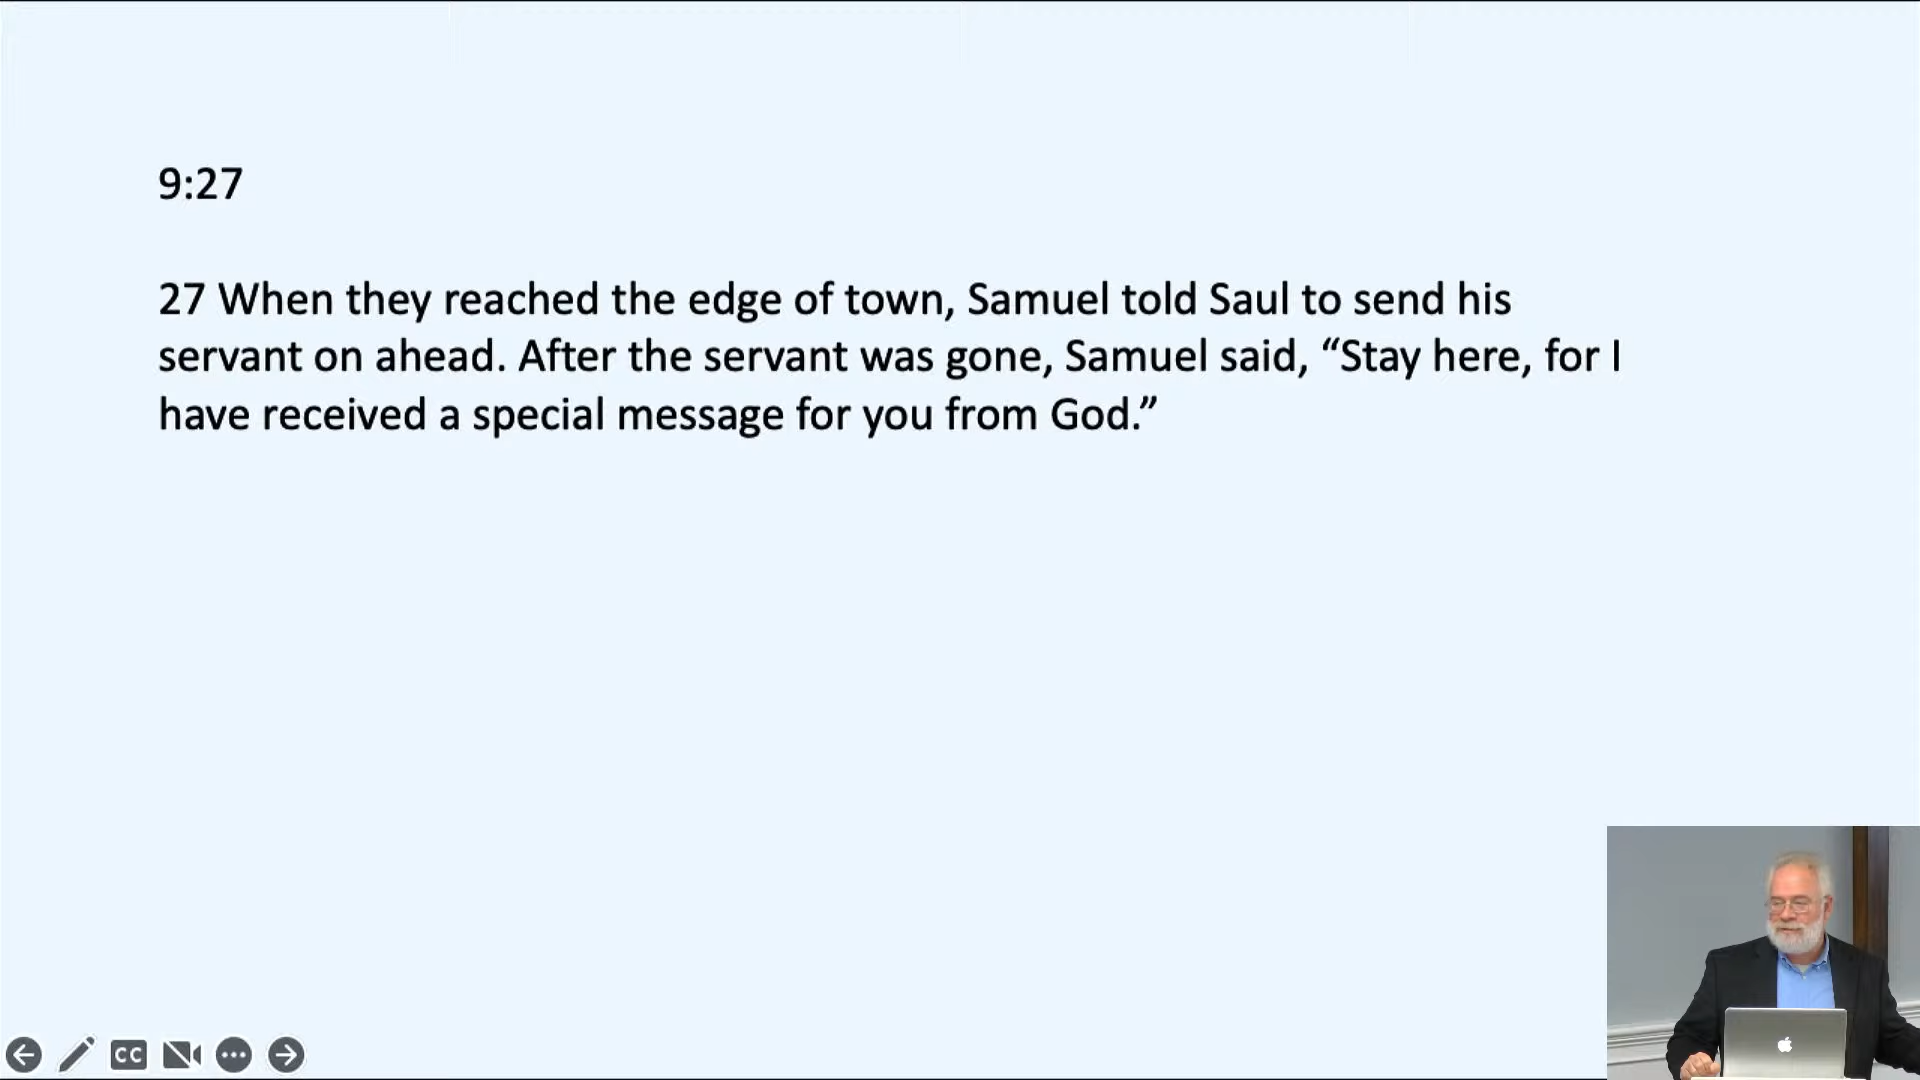 9:27
27 When they reached the edge of town, Samuel told Saul to send his
servant on ahead. After the servant was gone, Samuel said, “Stay here, for I
have received a special message for you from God.”
CC